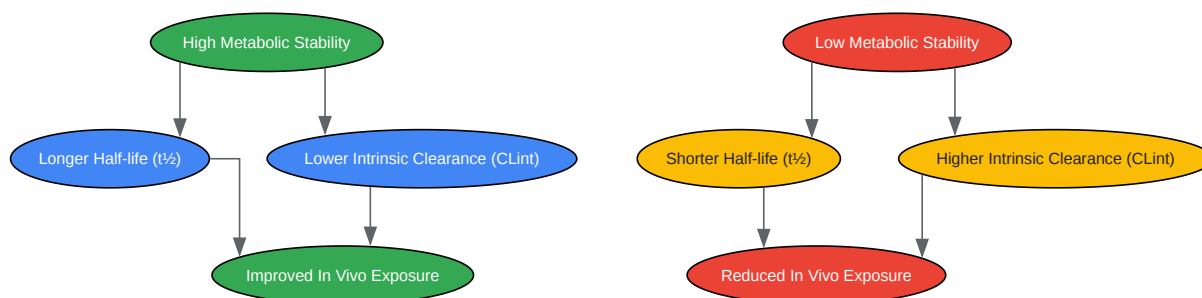 High Metabolic Stability
Low Metabolic Stability
Longer Half-life (t½)
Lower Intrinsic Clearance (CLint)
Shorter Half-life (t½)
Higher Intrinsic Clearance (CLint)
Improved In Vivo Exposure
Reduced In Vivo Exposure